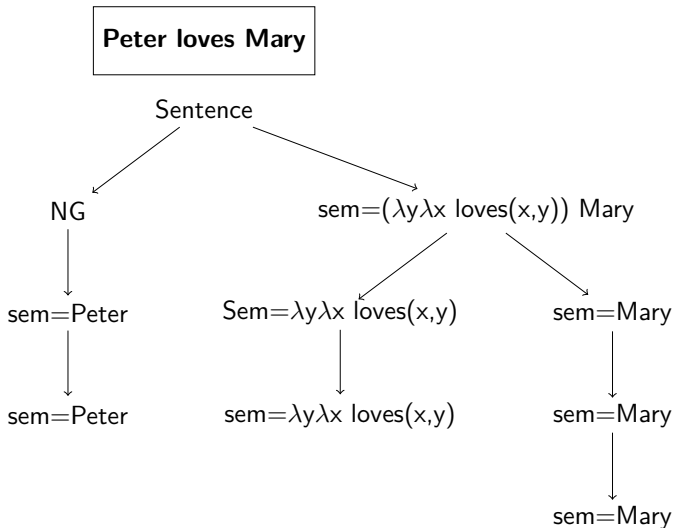 Peter loves Mary
Sentence
NG
sem=(λyλx loves(x,y)) Mary
sem=Peter
Sem=λyλx loves(x,y)
sem=Mary
sem=Peter
sem=λyλx loves(x,y)
sem=Mary
sem=Mary